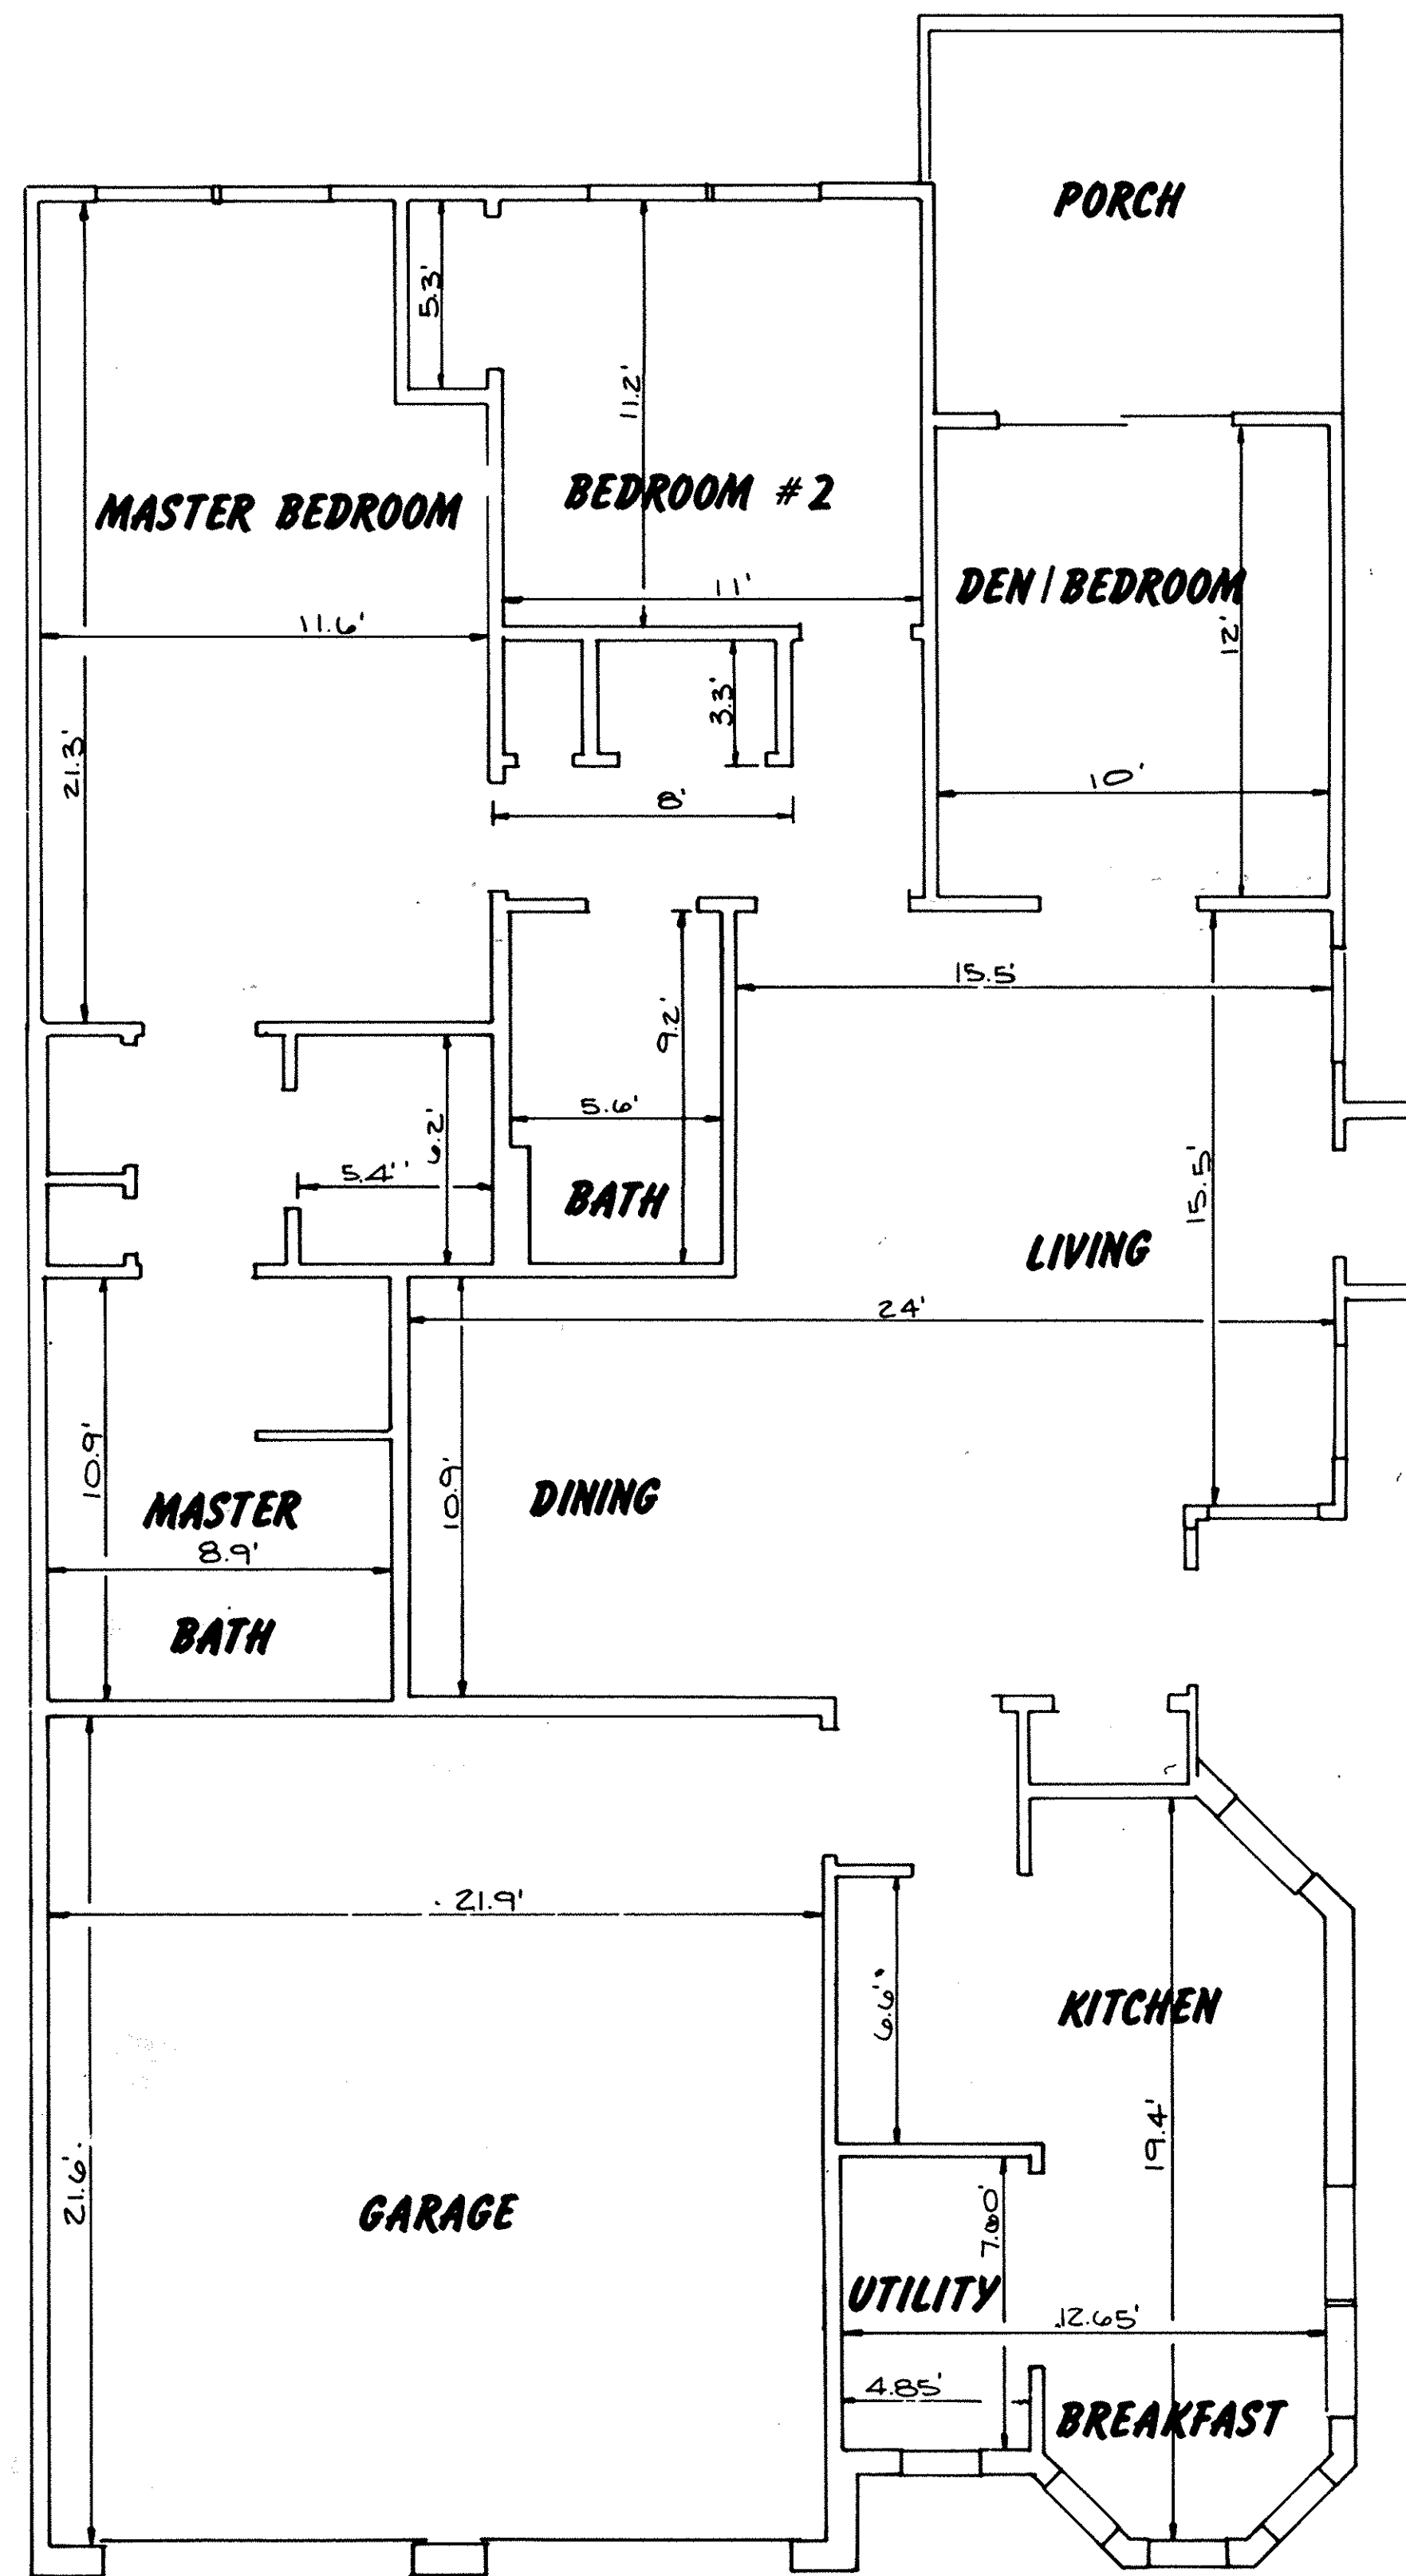 PORCH
5.3'
11.2'
MASTER BEDROOM
BEDROOM #2
DEN/BEDROOM
11'
11.6'
12'
3.3'
21.3'
10'
8'
15.5'
9.2'
5.6'
6.2'
5.4'
15.5'
BATH
LIVING
24'
10.9'
10.9'
DINING
MASTER
8.9'
BATH
21.9'
6.6'
KITCHEN
19.4'
21.6'
GARAGE
UTILITY
12.65'
4.85'
BREAKFAST